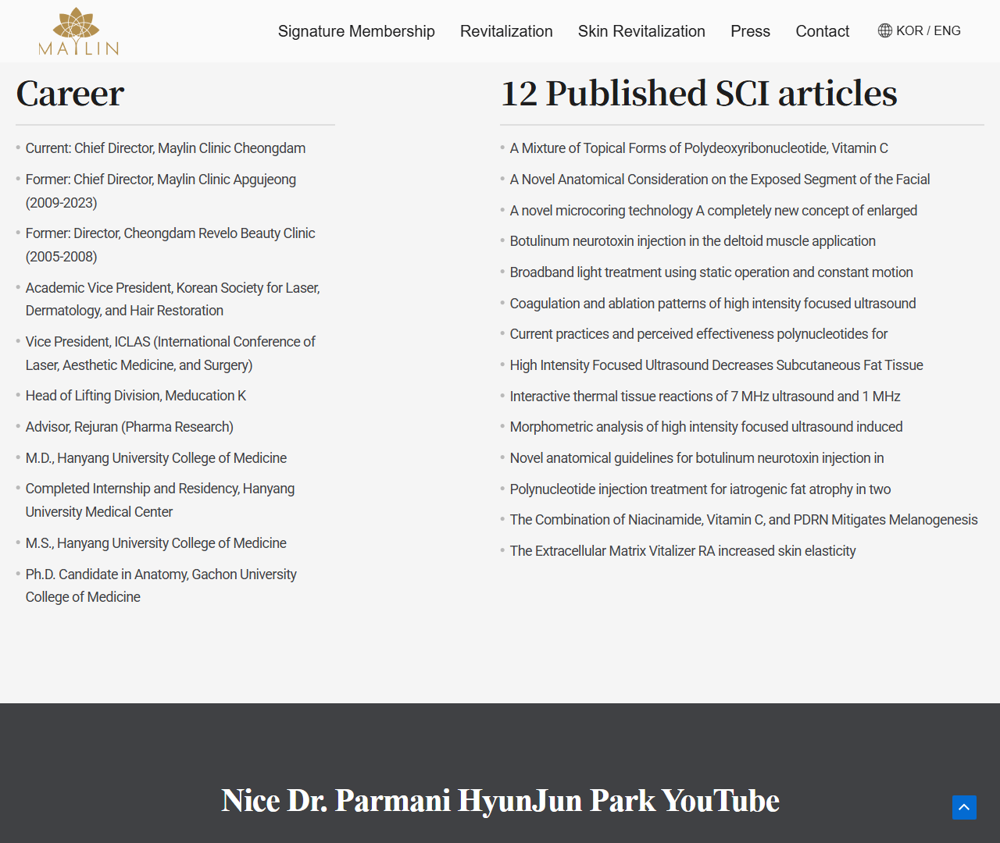 MAYLIN
Signature Membership
Revitalization
Skin Revitalization
Press
Contact
KOR / ENG
Career
Current: Chief Director, Maylin Clinic Cheongdam
Former: Chief Director, Maylin Clinic Apgujeong
(2009-2023)
Former: Director, Cheongdam Revelo Beauty Clinic
(2005-2008)
Academic Vice President, Korean Society for Laser,
Dermatology, and Hair Restoration
Vice President, ICLAS (International Conference of
Laser, Aesthetic Medicine, and Surgery)
Head of Lifting Division, Meducation K
Advisor, Rejuran (Pharma Research)
M.D., Hanyang University College of Medicine
Completed Internship and Residency, Hanyang
University Medical Center
M.S., Hanyang University College of Medicine
Ph.D. Candidate in Anatomy, Gachon University
College of Medicine
12 Published SCI articles
A Mixture of Topical Forms of Polydeoxyribonucleotide, Vitamin C
A Novel Anatomical Consideration on the Exposed Segment of the Facial
A novel microcoring technology A completely new concept of enlarged
Botulinum neurotoxin injection in the deltoid muscle application
Broadband light treatment using static operation and constant motion
Coagulation and ablation patterns of high intensity focused ultrasound
Current practices and perceived effectiveness polynucleotides for
High Intensity Focused Ultrasound Decreases Subcutaneous Fat Tissue
Interactive thermal tissue reactions of 7 MHz ultrasound and 1 MHz
Morphometric analysis of high intensity focused ultrasound induced
Novel anatomical guidelines for botulinum neurotoxin injection in
Polynucleotide injection treatment for iatrogenic fat atrophy in two
The Combination of Niacinamide, Vitamin C, and PDRN Mitigates Melanogenesis
The Extracellular Matrix Vitalizer RA increased skin elasticity
Nice Dr. Parmani HyunJun Park YouTube